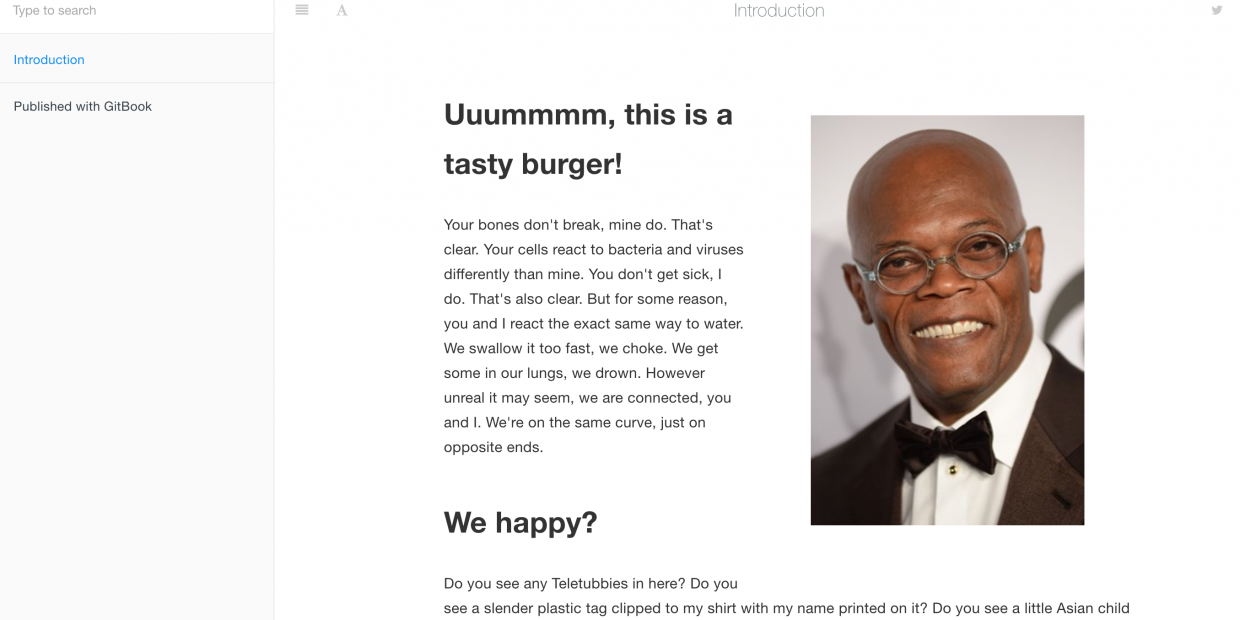 Type to search
A
Introduction
Introduction
Published with GitBook
Uuummmm, this is a
tasty burger!
Your bones don't break, mine do. That's
clear. Your cells react to bacteria and viruses
differently than mine. You don't get sick, I
do. That's also clear. But for some reason,
you and I react the exact same way to water.
We swallow it too fast, we choke. We get
some in our lungs, we drown. However
unreal it may seem, we are connected, you
and I. We're on the same curve, just on
opposite ends.
We happy?
Do you see any Teletubbies in here? Do you
see a slender plastic tag clipped to my shirt with my name printed on it? Do you see a little Asian child